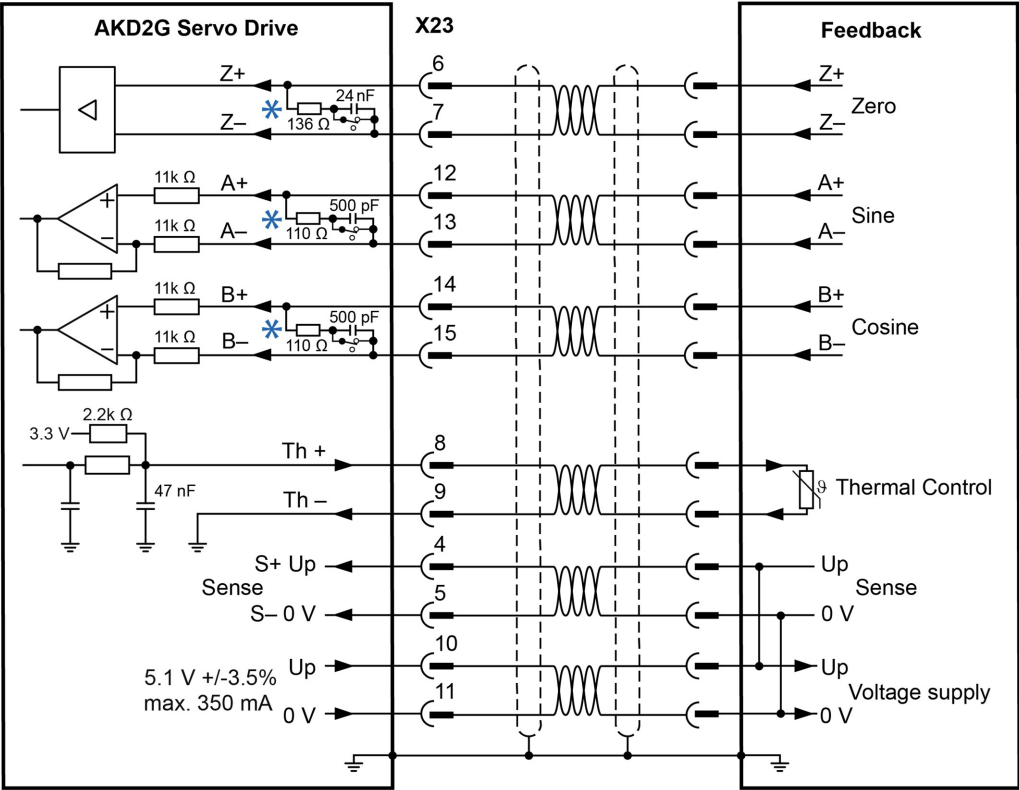 AKD2G Servo Drive
X23
Feedback
Z+
6
Z+
24 nF
*
136 Ω
Zero
Z–
7
Z–
11k Ω
A+
12
A+
500 pF
*
110 Ω
Sine
11k Ω
A–
13
A–
+
–
11k Ω
B+
14
B+
500 pF
*
110 Ω
Cosine
11k Ω
B–
15
B–
+
–
2.2k Ω
3.3 V
Th +
8
47 nF
ϑ Thermal Control
Th –
9
S+ Up
4
Up
Sense
Sense
S– 0 V
5
0 V
Up
10
Up
5.1 V +/-3.5%
max. 350 mA
Voltage supply
0 V
11
0 V